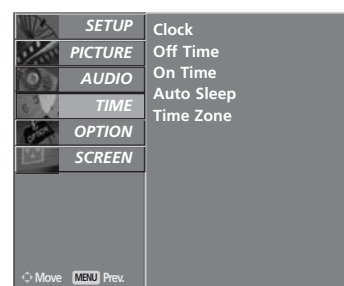 SETUP
PICTURE
AUDIO
TIME
OPTION
SCREEN
Clock
Off Time
On Time
Auto Sleep
Time Zone
Move MENU Prev.